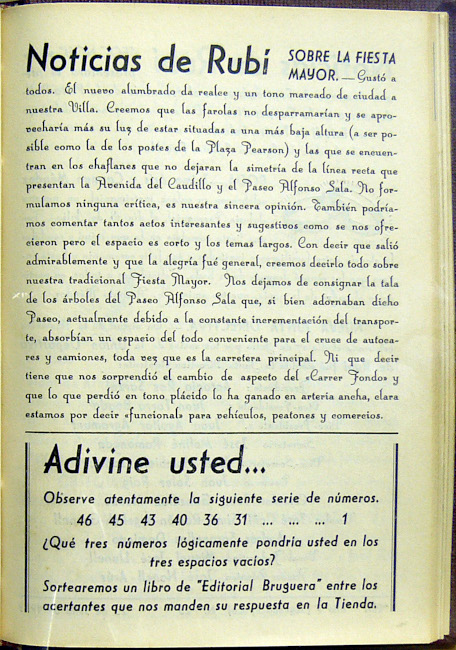 Noticias de Rubí SOBRE LA FIESTA
MAYOR. — Gustó a
todos. El nuevo alumbrado da realce y un tono marcado de ciudad a
nuestra Villa. Creemos que las farolas no desparramarían y se apro-
vecharía más su luz de estar situadas a una más baja altura (a ser po-
sible como la de los postes de la Plaza Pearson) y las que se encuen-
tran en los chaflanes que no dejaran la simetría de la línea recta que
presentan la Avenida del Caudillo y el Paseo Alfonso Sala. No for-
mulamos ninguna crítica, es nuestra sincera opinión. También podría-
mos comentar tantos actos interesantes y sugestivos como se nos ofre-
cieron pero el espacio es corto y los temas largos. Con decir que salió
admirablemente y que la alegría fué general, creemos decirlo todo sobre
nuestra tradicional Fiesta Mayor. Nos dejamos de consignar la tala
de los árboles del Paseo Alfonso Sala que, si bien adornaban dicho
Paseo, actualmente debido a la constante incrementación del transpor-
te, absorbían un espacio del todo conveniente para el cruce de autoca-
res y camiones, toda vez que es la carretera principal. Ni que decir
tiene que nos sorprendió el cambio de aspecto del «Carrer Fondo» y
que lo que perdió en tono plácido lo ha ganado en arteria ancha, clara
estamos por decir «funcional» para vehículos, peatones y comercios.
Adivine usted...
Observe atentamente la siguiente serie de números.
46 45 43 40 36 31 ... ... ... 1
¿Qué tres números lógicamente pondría usted en los
tres espacios vacíos?
Sortearemos un libro de "Editorial Bruguera" entre los
acertantes que nos manden su respuesta en la Tienda.